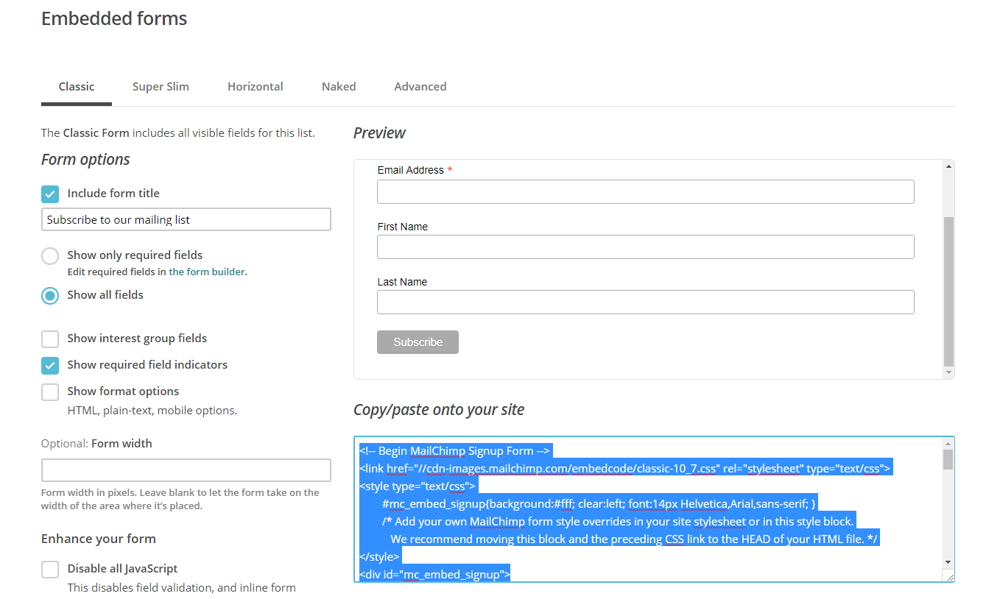 Embedded forms
Classic
Super Slim
Horizontal
Naked
Advanced
The Classic Form includes all visible fields for this list.
Form options
Include form title
Subscribe to our mailing list
Show only required fields
Edit required fields in the form builder.
Show all fields
Show interest group fields
Show required field indicators
Show format options
HTML, plain-text, mobile options.
Optional: Form width
Form width in pixels. Leave blank to let the form take on the
width of the area where it's placed.
Enhance your form
Disable all JavaScript
This disables field validation, and inline form
Preview
Email Address *
First Name
Last Name
Subscribe
Copy/paste onto your site
<!-- Begin MailChimp Signup Form -->
<link href="//cdn-images.mailchimp.com/embedcode/classic-10_7.css" rel="stylesheet" type="text/css">
<style type="text/css">
#mc_embed_signup{background:#fff; clear:left; font:14px Helvetica,Arial,sans-serif; }
/* Add your own MailChimp form style overrides in your site stylesheet or in this style block.
We recommend moving this block and the preceding CSS link to the HEAD of your HTML file. */
</style>
<div id="mc_embed_signup">